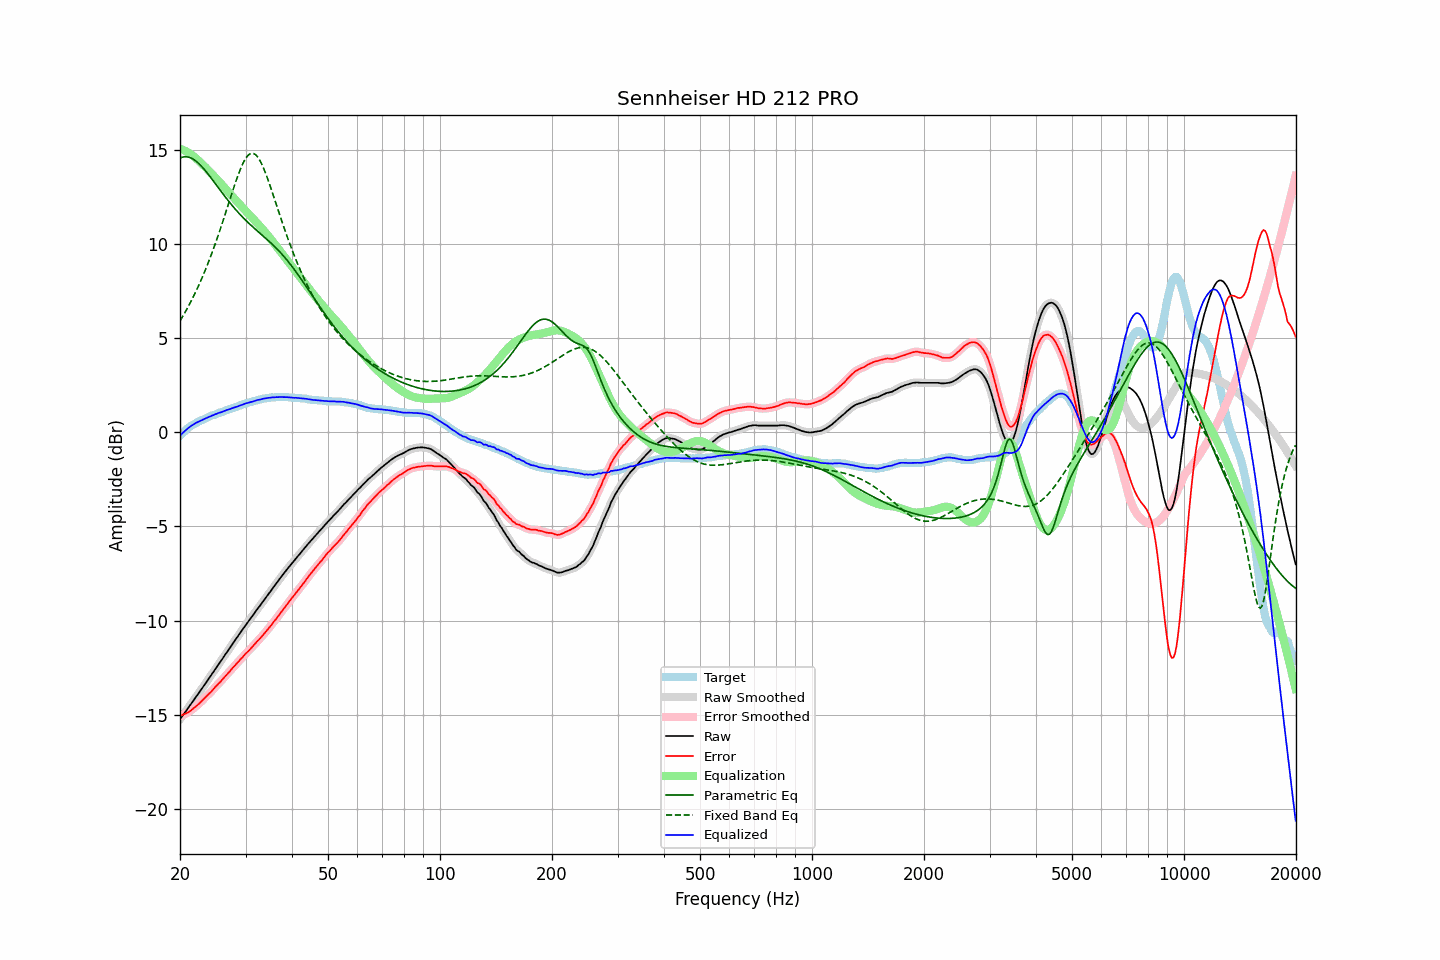 Sennheiser HD 212 PRO
Amplitude (dBr)
15
10
5
0
−5
−10
−15
−20
Target
Raw Smoothed
Error Smoothed
Raw
Error
Equalization
Parametric Eq
Fixed Band Eq
Equalized
20 50 100 200 500 1000 2000 5000 10000 20000
Frequency (Hz)